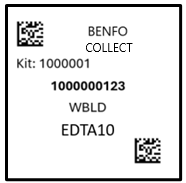 BENFO
COLLECT
Kit: 1000001
1000000123
WBLD
EDTA10